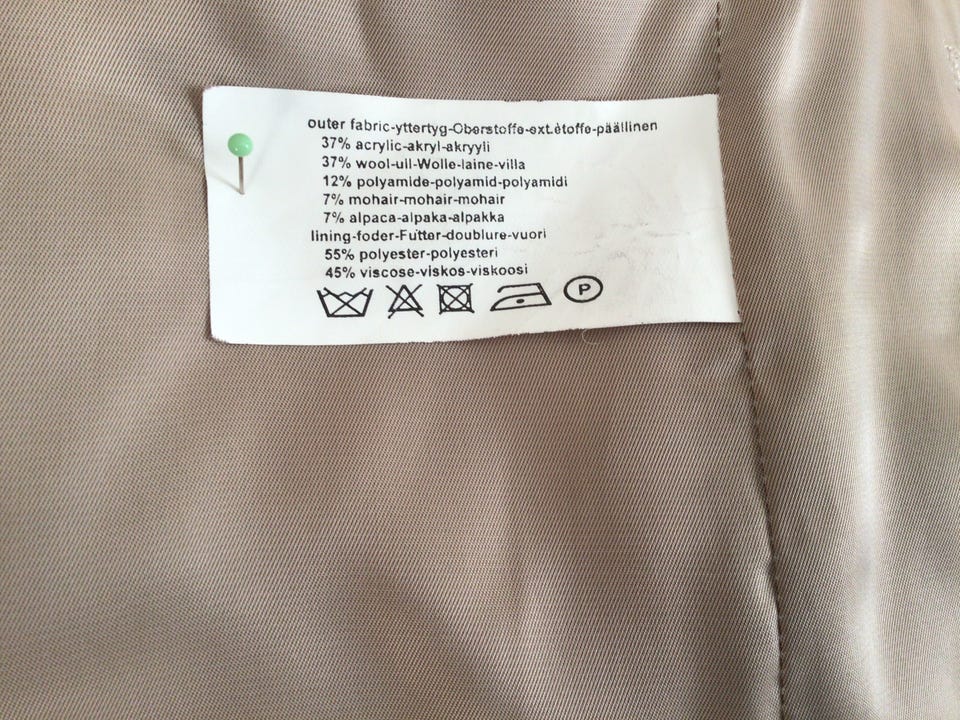 outer fabric-yttertyg-Oberstoffe-ext.ètoffe-päällinen
37% acrylic-akryl-akryyli
37% wool-ull-Wolle-laine-villa
12% polyamide-polyamid-polyamidi
7% mohair-mohair-mohair
7% alpaca-alpaka-alpakka
lining-foder-Futter-doublure-vuori
55% polyester-polyesteri
45% viscose-viskos-viskoosi
P